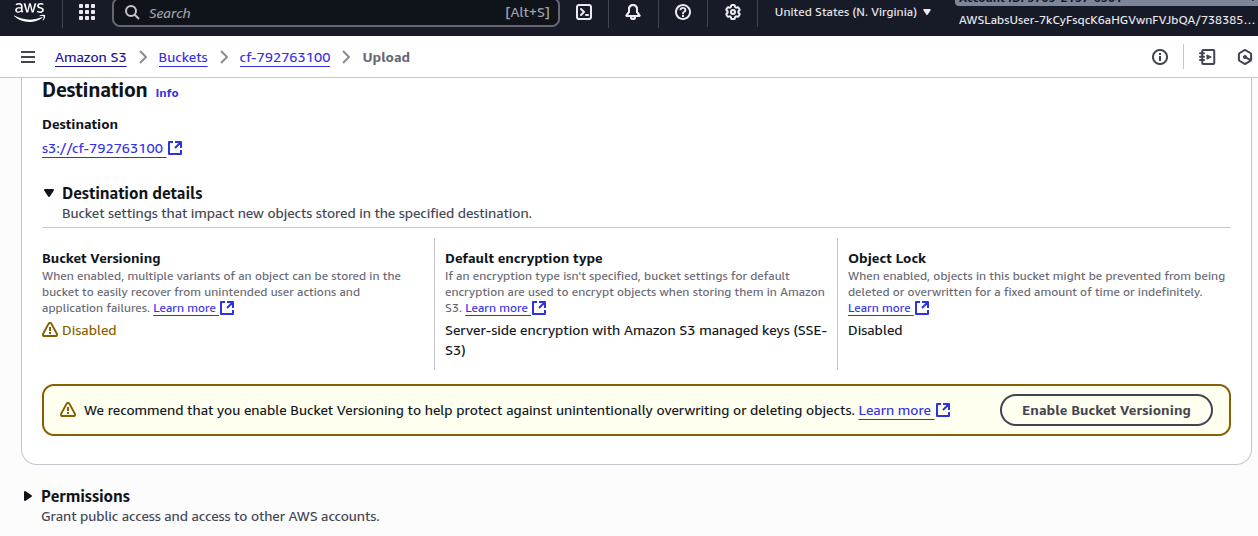 aws
Search [Alt+S]
United States (N. Virginia)
AWSLabsUser-7kCyFsqcK6aHGVwnFVJbQA/738385...
Amazon S3 > Buckets > cf-792763100 > Upload
Destination Info
Destination
s3://cf-792763100
Destination details
Bucket settings that impact new objects stored in the specified destination.
Bucket Versioning
When enabled, multiple variants of an object can be stored in the
bucket to easily recover from unintended user actions and
application failures. Learn more
Disabled
Default encryption type
If an encryption type isn't specified, bucket settings for default
encryption are used to encrypt objects when storing them in Amazon
S3. Learn more
Server-side encryption with Amazon S3 managed keys (SSE-
S3)
Object Lock
When enabled, objects in this bucket might be prevented from being
deleted or overwritten for a fixed amount of time or indefinitely.
Learn more
Disabled
We recommend that you enable Bucket Versioning to help protect against unintentionally overwriting or deleting objects. Learn more
Enable Bucket Versioning
Permissions
Grant public access and access to other AWS accounts.